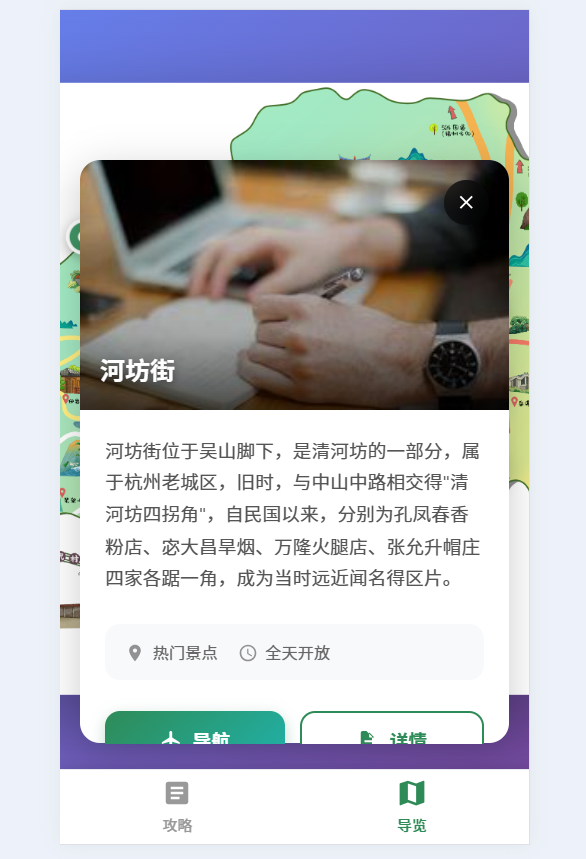 河坊街
河坊街位于吴山脚下，是清河坊的一部分，属
于杭州老城区，旧时，与中山中路相交得"清
河坊四拐角"，自民国以来，分别为孔凤春香
粉店、宓大昌旱烟、万隆火腿店、张允升帽庄
四家各踞一角，成为当时远近闻名得区片。
热门景点
全天开放
导航
详情
攻略
导览